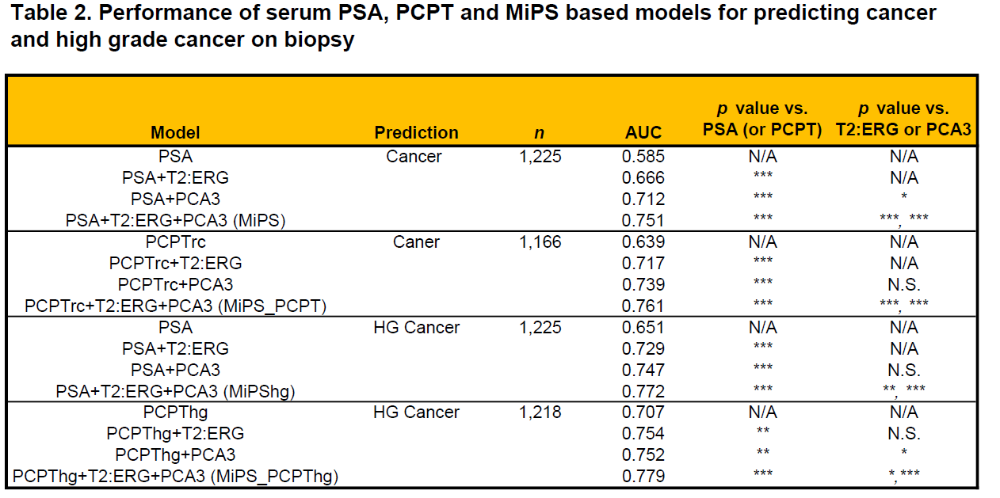 Table 2. Performance of serum PSA, PCPT and MiPS based models for predicting cancer
and high grade cancer on biopsy
p value vs. p value vs.
Model Prediction n AUC PSA (or PCPT) T2:ERG or PCA3
PSA Cancer 1,225 0.585 N/A N/A
PSA+T2:ERG 0.666 *** N/A
PSA+PCA3 0.712 *** *
PSA+T2:ERG+PCA3 (MiPS) 0.751 *** ***, ***
PCPTrc Caner 1,166 0.639 N/A N/A
PCPTrc+T2:ERG 0.717 *** N/A
PCPTrc+PCA3 0.739 *** N.S.
PCPTrc+T2:ERG+PCA3 (MiPS_PCPT) 0.761 *** ***, ***
PSA HG Cancer 1,225 0.651 N/A N/A
PSA+T2:ERG 0.729 *** N/A
PSA+PCA3 0.747 *** N.S.
PSA+T2:ERG+PCA3 (MiPShg) 0.772 *** **, ***
PCPThg HG Cancer 1,218 0.707 N/A N/A
PCPThg+T2:ERG 0.754 ** N.S.
PCPThg+PCA3 0.752 ** *
PCPThg+T2:ERG+PCA3 (MiPS_PCPThg) 0.779 *** *,***